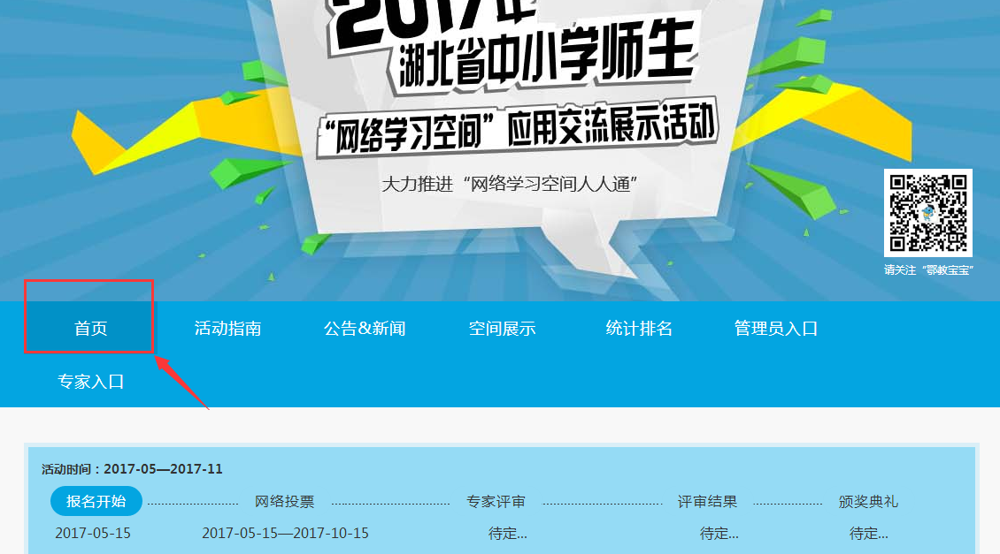 2017年
湖北省中小学师生
“网络学习空间”应用交流展示活动
大力推进“网络学习空间人人通”
请关注“鄂教宝宝”
首页 活动指南 公告&新闻 空间展示 统计排名 管理员入口
专家入口
活动时间：2017-05—2017-11
报名开始 网络投票 专家评审 评审结果 颁奖典礼
2017-05-15 2017-05-15—2017-10-15 待定... 待定... 待定...